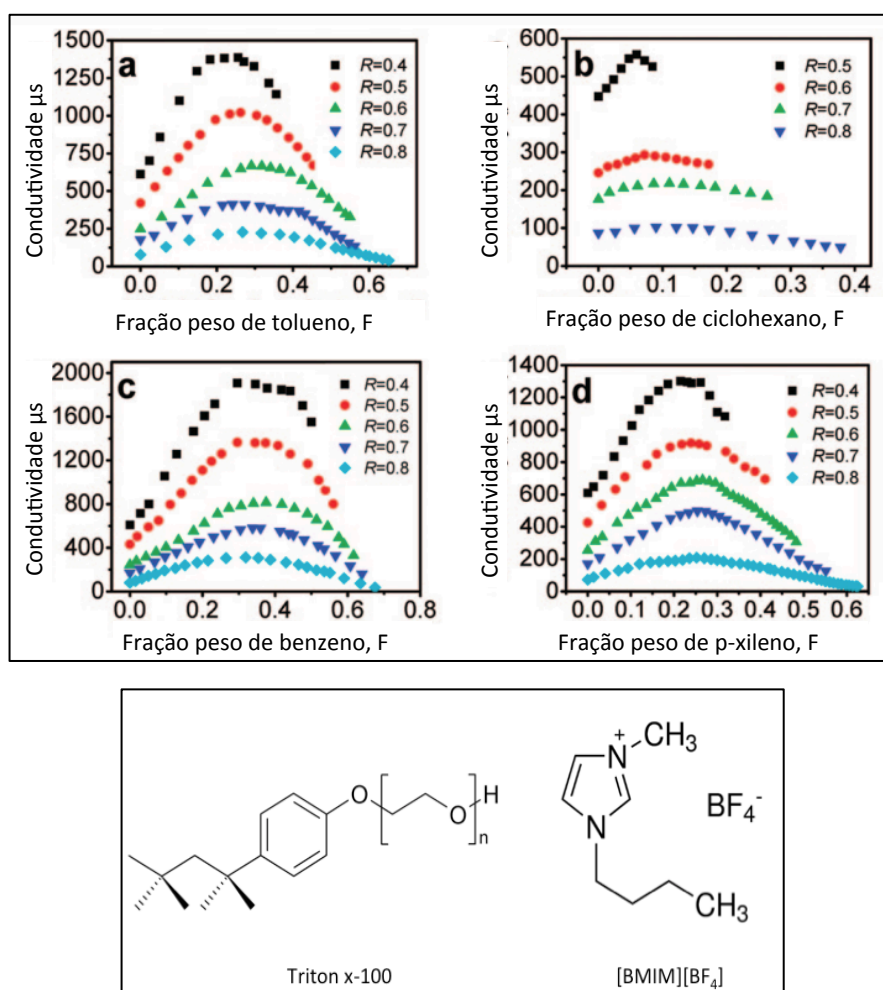 a
1500
1250
1000
750
500
250
0
R=0.4
R=0.5
R=0.6
R=0.7
R=0.8
0.0 0.2 0.4 0.6
Condutividade µs
Fração peso de tolueno, F
b
600
500
400
300
200
100
0
R=0.5
R=0.6
R=0.7
R=0.8
0.0 0.1 0.2 0.3 0.4
Condutividade µs
Fração peso de ciclohexano, F
c
2000
1600
1200
800
400
0
R=0.4
R=0.5
R=0.6
R=0.7
R=0.8
0.0 0.2 0.4 0.6 0.8
Condutividade µs
Fração peso de benzeno, F
d
1400
1200
1000
800
600
400
200
0
R=0.4
R=0.5
R=0.6
R=0.7
R=0.8
0.0 0.1 0.2 0.3 0.4 0.5 0.6
Condutividade µs
Fração peso de p-xileno, F
O
O
H
n
Triton x-100
N+
CH3
N
CH3
BF4-
[BMIM][BF4]